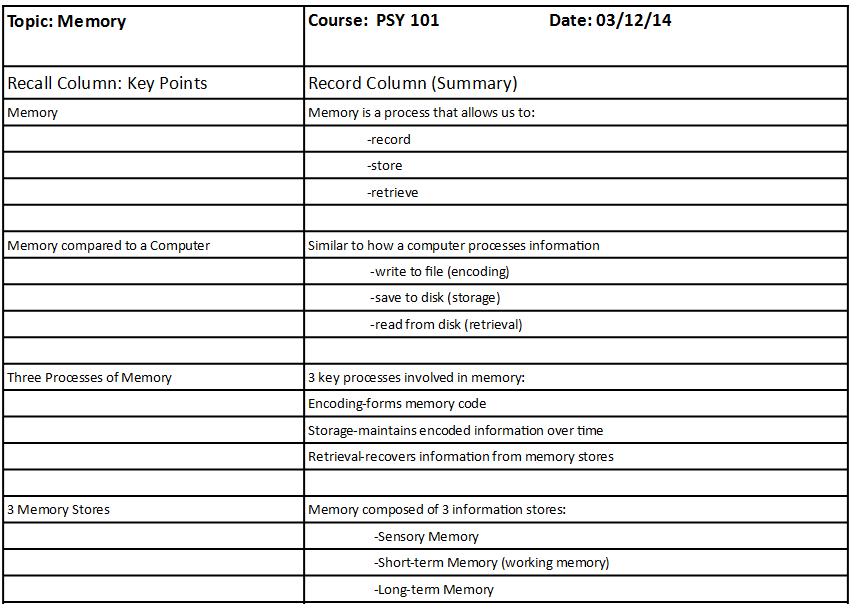 Topic: Memory Course: PSY 101 Date: 03/12/14
Recall Column: Key Points Record Column (Summary)
Memory Memory is a process that allows us to:
-record
-store
-retrieve
Memory compared to a Computer Similar to how a computer processes information
-write to file (encoding)
-save to disk (storage)
-read from disk (retrieval)
Three Processes of Memory 3 key processes involved in memory:
Encoding-forms memory code
Storage-maintains encoded information over time
Retrieval-recovers information from memory stores
3 Memory Stores Memory composed of 3 information stores:
-Sensory Memory
-Short-term Memory (working memory)
-Long-term Memory